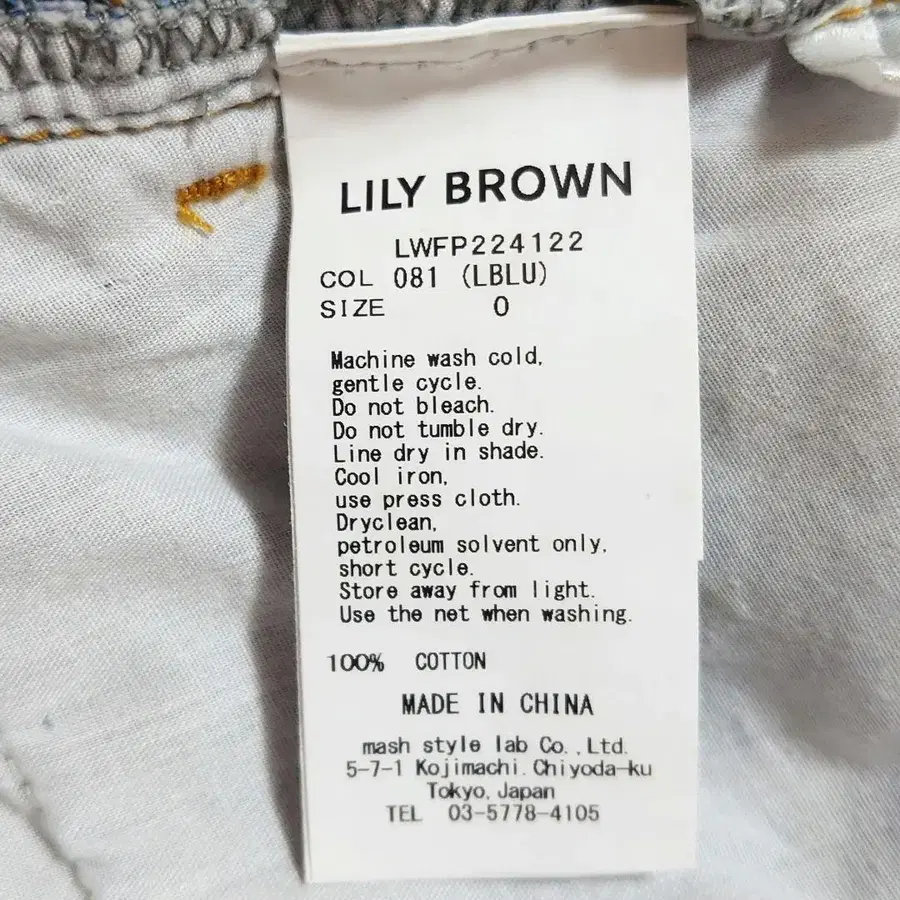 LILY BROWN
LWFP224122
COL 081 (LBLU)
SIZE 0
Machine wash cold,
gentle cycle.
Do not bleach.
Do not tumble dry.
Line dry in shade.
Cool iron,
use press cloth.
Dryclean,
petroleum solvent only,
short cycle.
Store away from light.
Use the net when washing.
100% COTTON
MADE IN CHINA
mash style lab Co.,Ltd.
5-7-1 Kojimachi.Chiyoda-ku
Tokyo,Japan
TEL 03-5778-4105